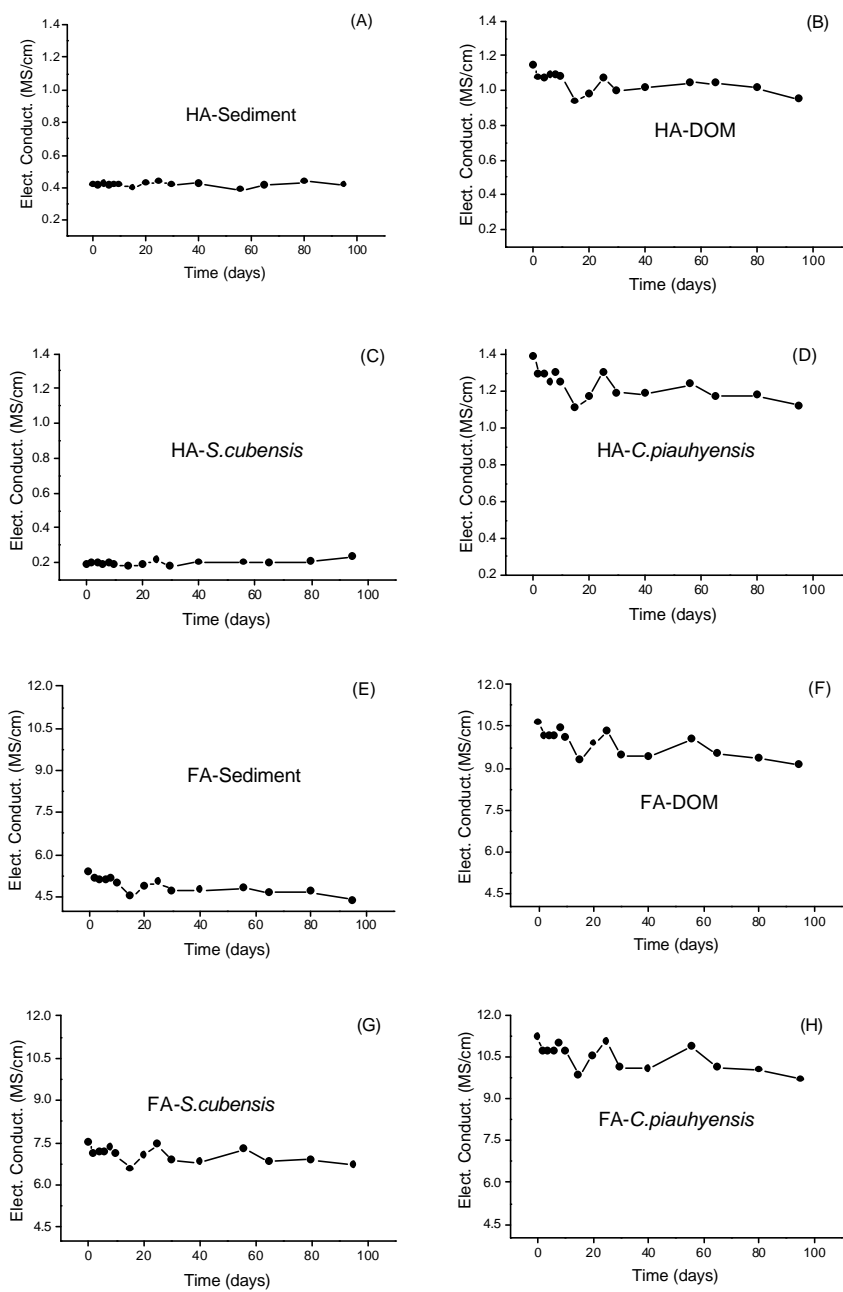 (A)
Elect. Conduct. (MS/cm)
1.4
1.2
1.0
0.8
0.6
0.4
0.2
HA-Sediment
0 20 40 60 80 100
Time (days)
(B)
Elect. Conduct. (MS/cm)
1.4
1.2
1.0
0.8
0.6
0.4
0.2
HA-DOM
0 20 40 60 80 100
Time (days)
(C)
Elect. Conduct. (MS/cm)
1.4
1.2
1.0
0.8
0.6
0.4
0.2
HA-S.cubensis
0 20 40 60 80 100
Time (days)
(D)
Elect. Conduct.(MS/cm)
1.4
1.2
1.0
0.8
0.6
0.4
0.2
HA-C.piauhyensis
0 20 40 60 80 100
Time (days)
(E)
Elect. Conduct. (MS/cm)
12.0
10.5
9.0
7.5
6.0
4.5
FA-Sediment
0 20 40 60 80 100
Time (days)
(F)
Elect. Conduct. (MS/cm)
12.0
10.5
9.0
7.5
6.0
4.5
FA-DOM
0 20 40 60 80 100
Time (days)
(G)
Elect. Conduct. (MS/cm)
12.0
10.5
9.0
7.5
6.0
4.5
FA-S.cubensis
0 20 40 60 80 100
Time (days)
(H)
Elect. Conduct. (MS/cm)
12.0
10.5
9.0
7.5
6.0
4.5
FA-C.piauhyensis
0 20 40 60 80 100
Time (days)